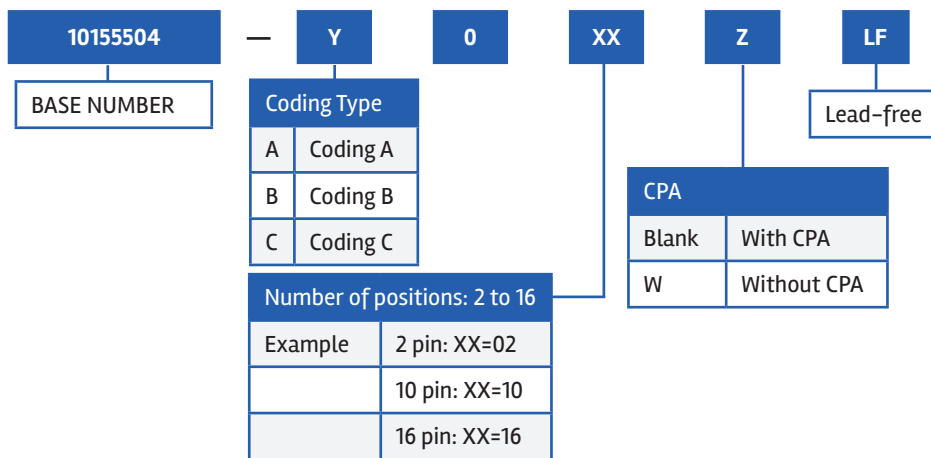 10155504 — Y 0 XX Z LF
BASE NUMBER
Lead-free
Coding Type
A Coding A
B Coding B
C Coding C
CPA
Blank With CPA
W Without CPA
Number of positions: 2 to 16
Example 2 pin: XX=02
10 pin: XX=10
16 pin: XX=16